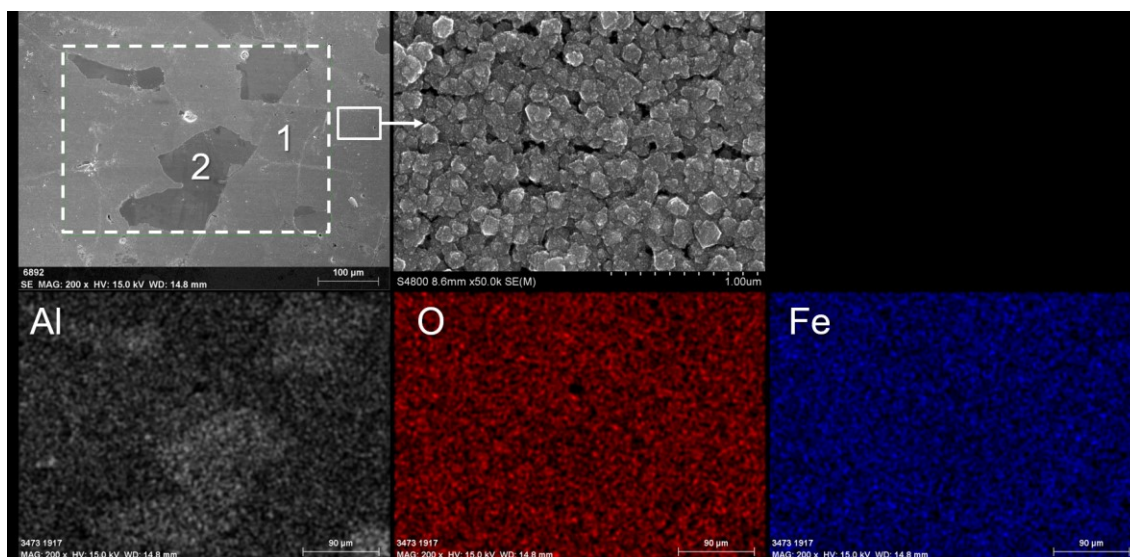 1
2
6892
SE MAG: 200 x HV: 15.0 kV WD: 14.8 mm
100 µm
S4800 8.6mm x50.0k SE(M)
1.00um
Al
O
Fe
3473 1917
MAG: 200 x HV: 15.0 kV WD: 14.8 mm
90 µm
3473 1917
MAG: 200 x HV: 15.0 kV WD: 14.8 mm
90 µm
3473 1917
MAG: 200 x HV: 15.0 kV WD: 14.8 mm
90 µm